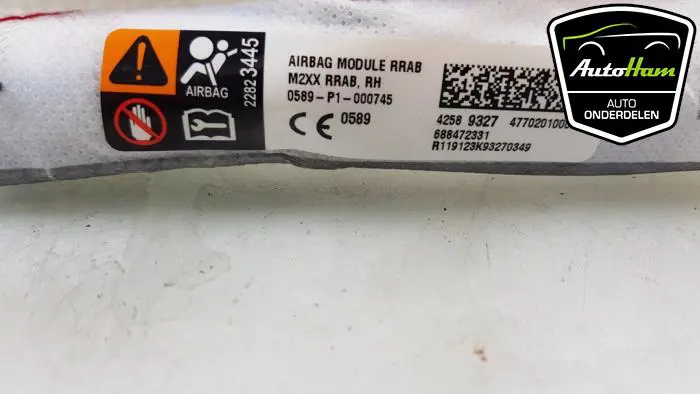 AIRBAG
2282 3445
AIRBAG MODULE RRAB
M2XX RRAB, RH
0589-P1-000745
CE 0589
4258 9327
688472331
R119123K93270349
AutoHam
AUTO
ONDERDELEN